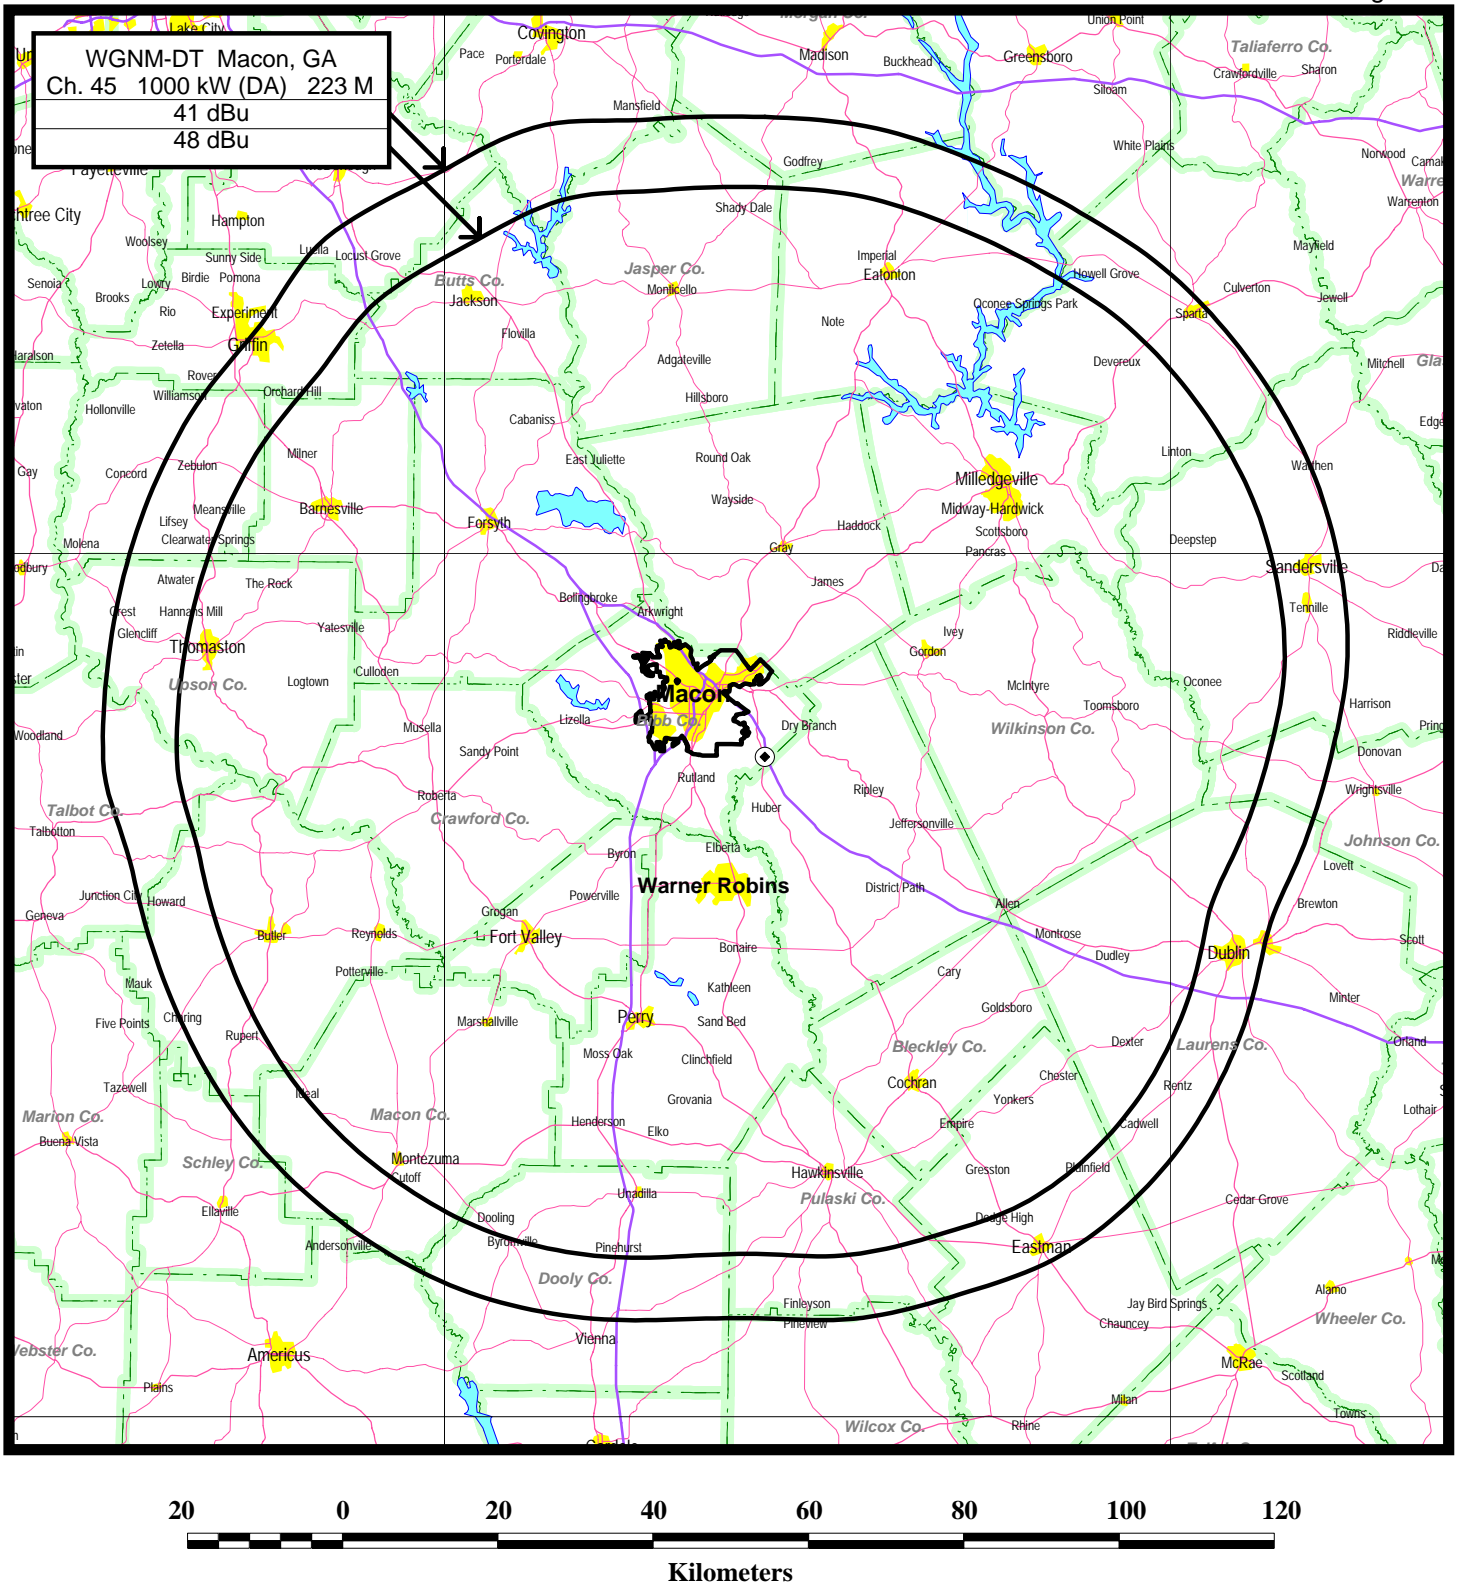 WGNM-DT Macon, GA
Ch. 45 1000 kW (DA) 223 M
41 dBu
48 dBu
Lake City
Covington
Pace
Porterdale
Morgan Co.
Madison
Buckhead
Union Point
Greensboro
Taliaferro Co.
Crawfordville
Sharon
Siloam
Mansfield
White Plains
Godfrey
Norwood
Warrenton
Fayetteville
Hampton
Woolsey
Sunny Side
Luella
Locust Grove
Shady Dale
Imperial
Eatonton
Mayfield
Senoia
Brooks
Lowry
Birdie
Pomona
Rio
Experiment
Griffin
Zetella
Butts Co.
Jackson
Jasper Co.
Monticello
Howell Grove
Oconee Springs Park
Culverton
Jewell
Sparta
Flovilla
Note
Adgateville
Devereux
Mitchell
Rover
Williamson
Orchard Hill
Hollonville
Hillsboro
Cabaniss
East Juliette
Round Oak
Linton
Warthen
Gay
Concord
Zebulon
Milner
Wayside
Milledgeville
Midway-Hardwick
Scottsboro
Pancras
Haddock
Meansville
Lifsey
Clearwater Springs
Barnesville
Forsyth
Gray
Deepstep
Molena
Sandersville
Tennille
Riddleville
Atwater
The Rock
Bolingbroke
Arkwright
James
Crest
Hannahs Mill
Glencliff
Thomaston
Yatesville
Culloden
Ivey
Gordon
Upson Co.
Logtown
Macon
Bibb Co.
McIntyre
Toomsboro
Oconee
Harrison
Woodland
Musella
Lizella
Sandy Point
Dry Branch
Wilkinson Co.
Donovan
Rutland
Wrightsville
Talbot Co.
Talbotton
Roberta
Crawford Co.
Huber
Ripley
Jeffersonville
Johnson Co.
Lovett
Byron
Elberta
Warner Robins
District Path
Powerville
Junction City
Howard
Geneva
Allen
Brewton
Butler
Reynolds
Grogan
Fort Valley
Bonaire
Montrose
Dudley
Dublin
Scott
Potterville
Mauk
Cary
Kathleen
Goldsboro
Minter
Five Points
Charing
Rupert
Marshallville
Perry
Sand Bed
Moss Oak
Clinchfield
Bleckley Co.
Dexter
Laurens Co.
Orland
Tazewell
Ideal
Macon Co.
Grovania
Cochran
Chester
Yonkers
Rentz
Lothair
Marion Co.
Buena Vista
Henderson
Elko
Empire
Cadwell
Schley Co.
Montezuma
Cutoff
Hawkinsville
Gresston
Plainfield
Ellaville
Unadilla
Pulaski Co.
Cedar Grove
Dooling
Dodge High
Andersonville
Byromville
Pinehurst
Eastman
Dooly Co.
Finleyson
Pineview
Jay Bird Springs
Chauncey
Alamo
Wheeler Co.
Vienna
Americus
McRae
Scotland
Plains
Milan
Towns
Wilcox Co.
Rhine
20 0 20 40 60 80 100 120
Kilometers